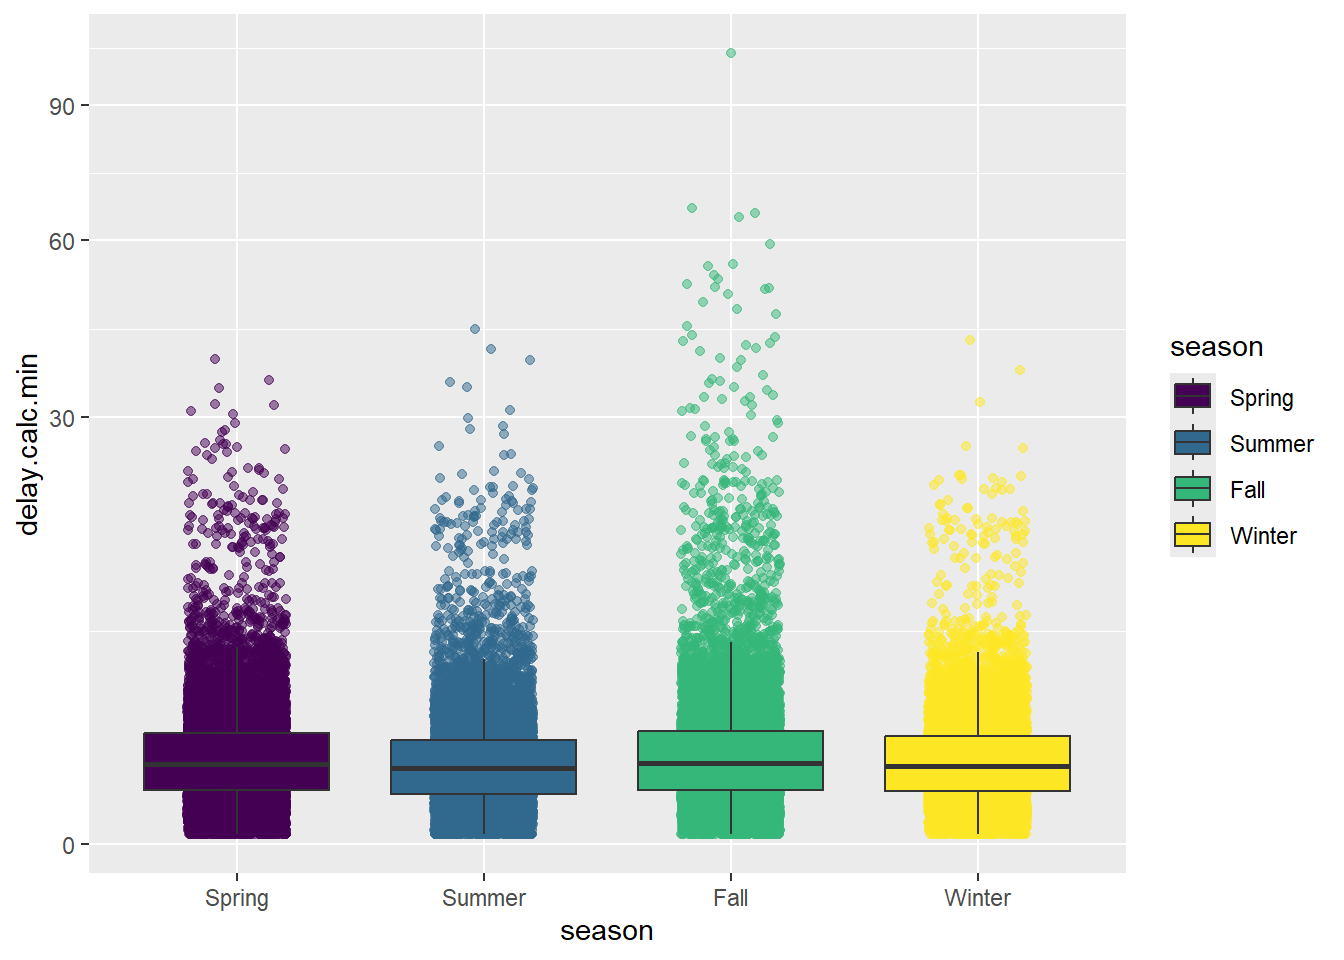 delay.calc.min
90
60
30
0
Spring
Summer
Fall
Winter
season
season
Spring
Summer
Fall
Winter